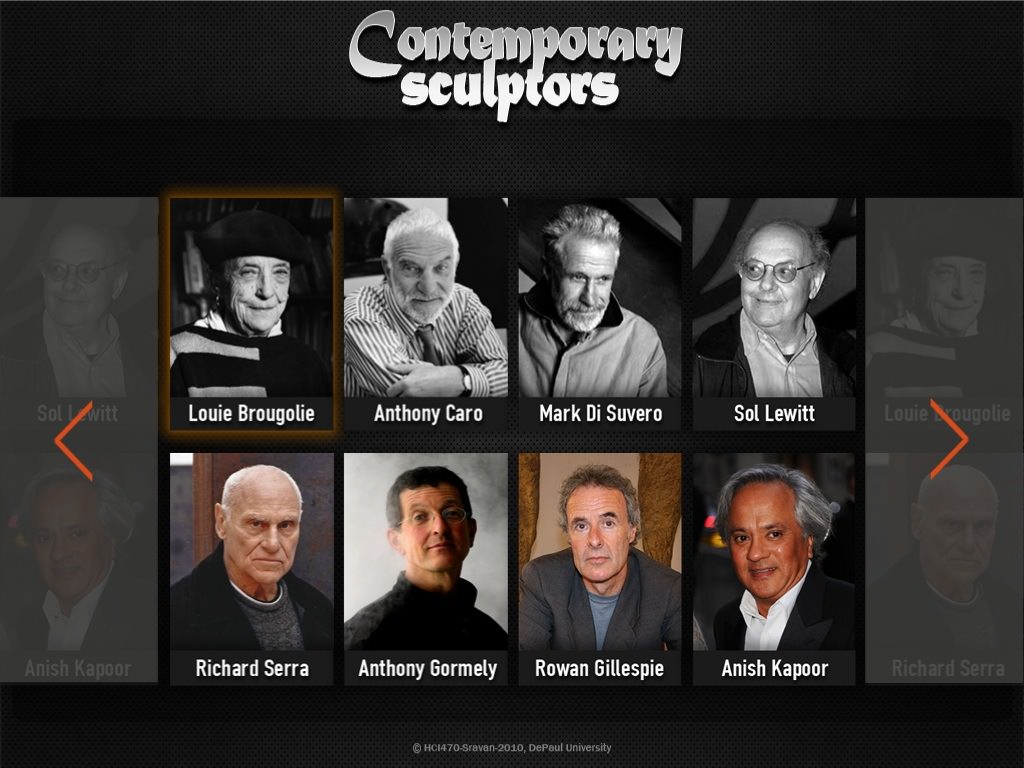 Contemporary
sculptors
Sol Lewitt
Louie Brougolie
Anthony Caro
Mark Di Suvero
Sol Lewitt
Louie Brougolie
Anish Kapoor
Richard Serra
Anthony Gormely
Rowan Gillespie
Anish Kapoor
Richard Serra
© HCI470-Sravan-2010, DePaul University